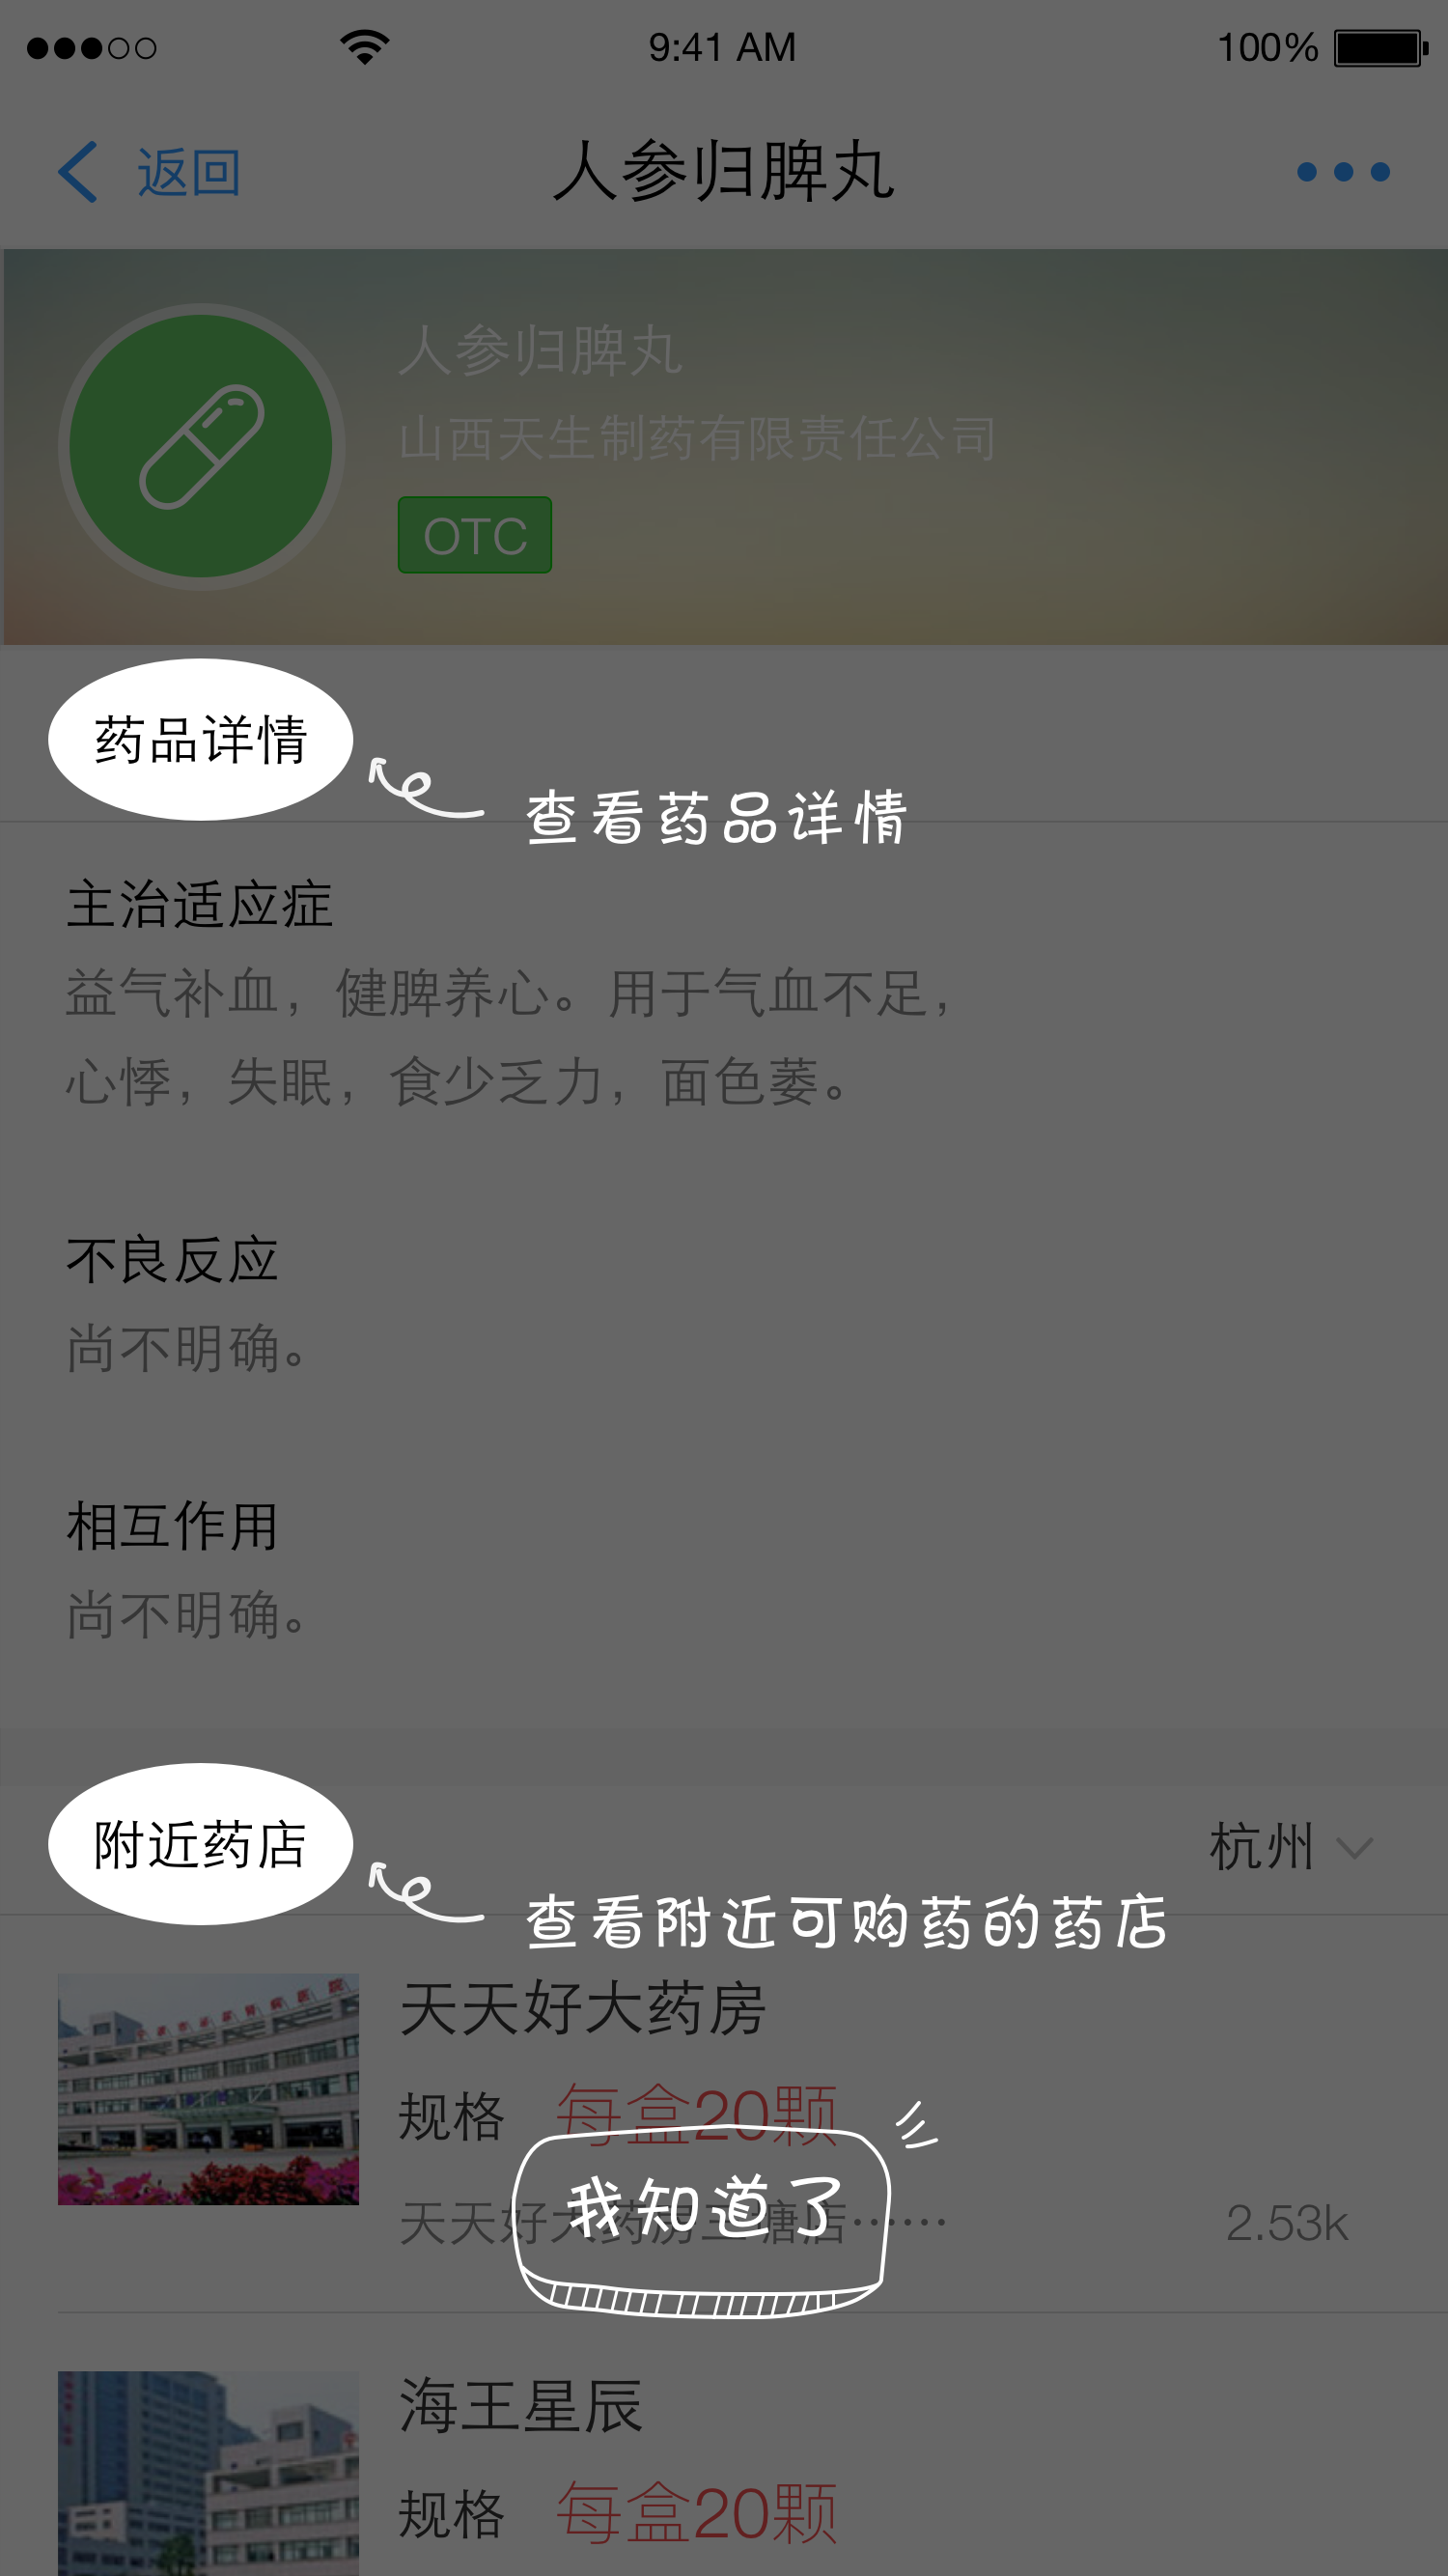 9:41 AM 100%
返回 人参归脾丸
人参归脾丸
山西天生制药有限责任公司
OTC
药品详情
查看药品详情
主治适应症
益气补血，健脾养心。用于气血不足，
心悸，失眠，食少乏力，面色萎。
不良反应
尚不明确。
相互作用
尚不明确。
附近药店 杭州
查看附近可购药的药店
天天好大药房
规格 每盒20颗
我知道了
天天好大药房三塘店…… 2.53k
海王星辰
规格 每盒20颗